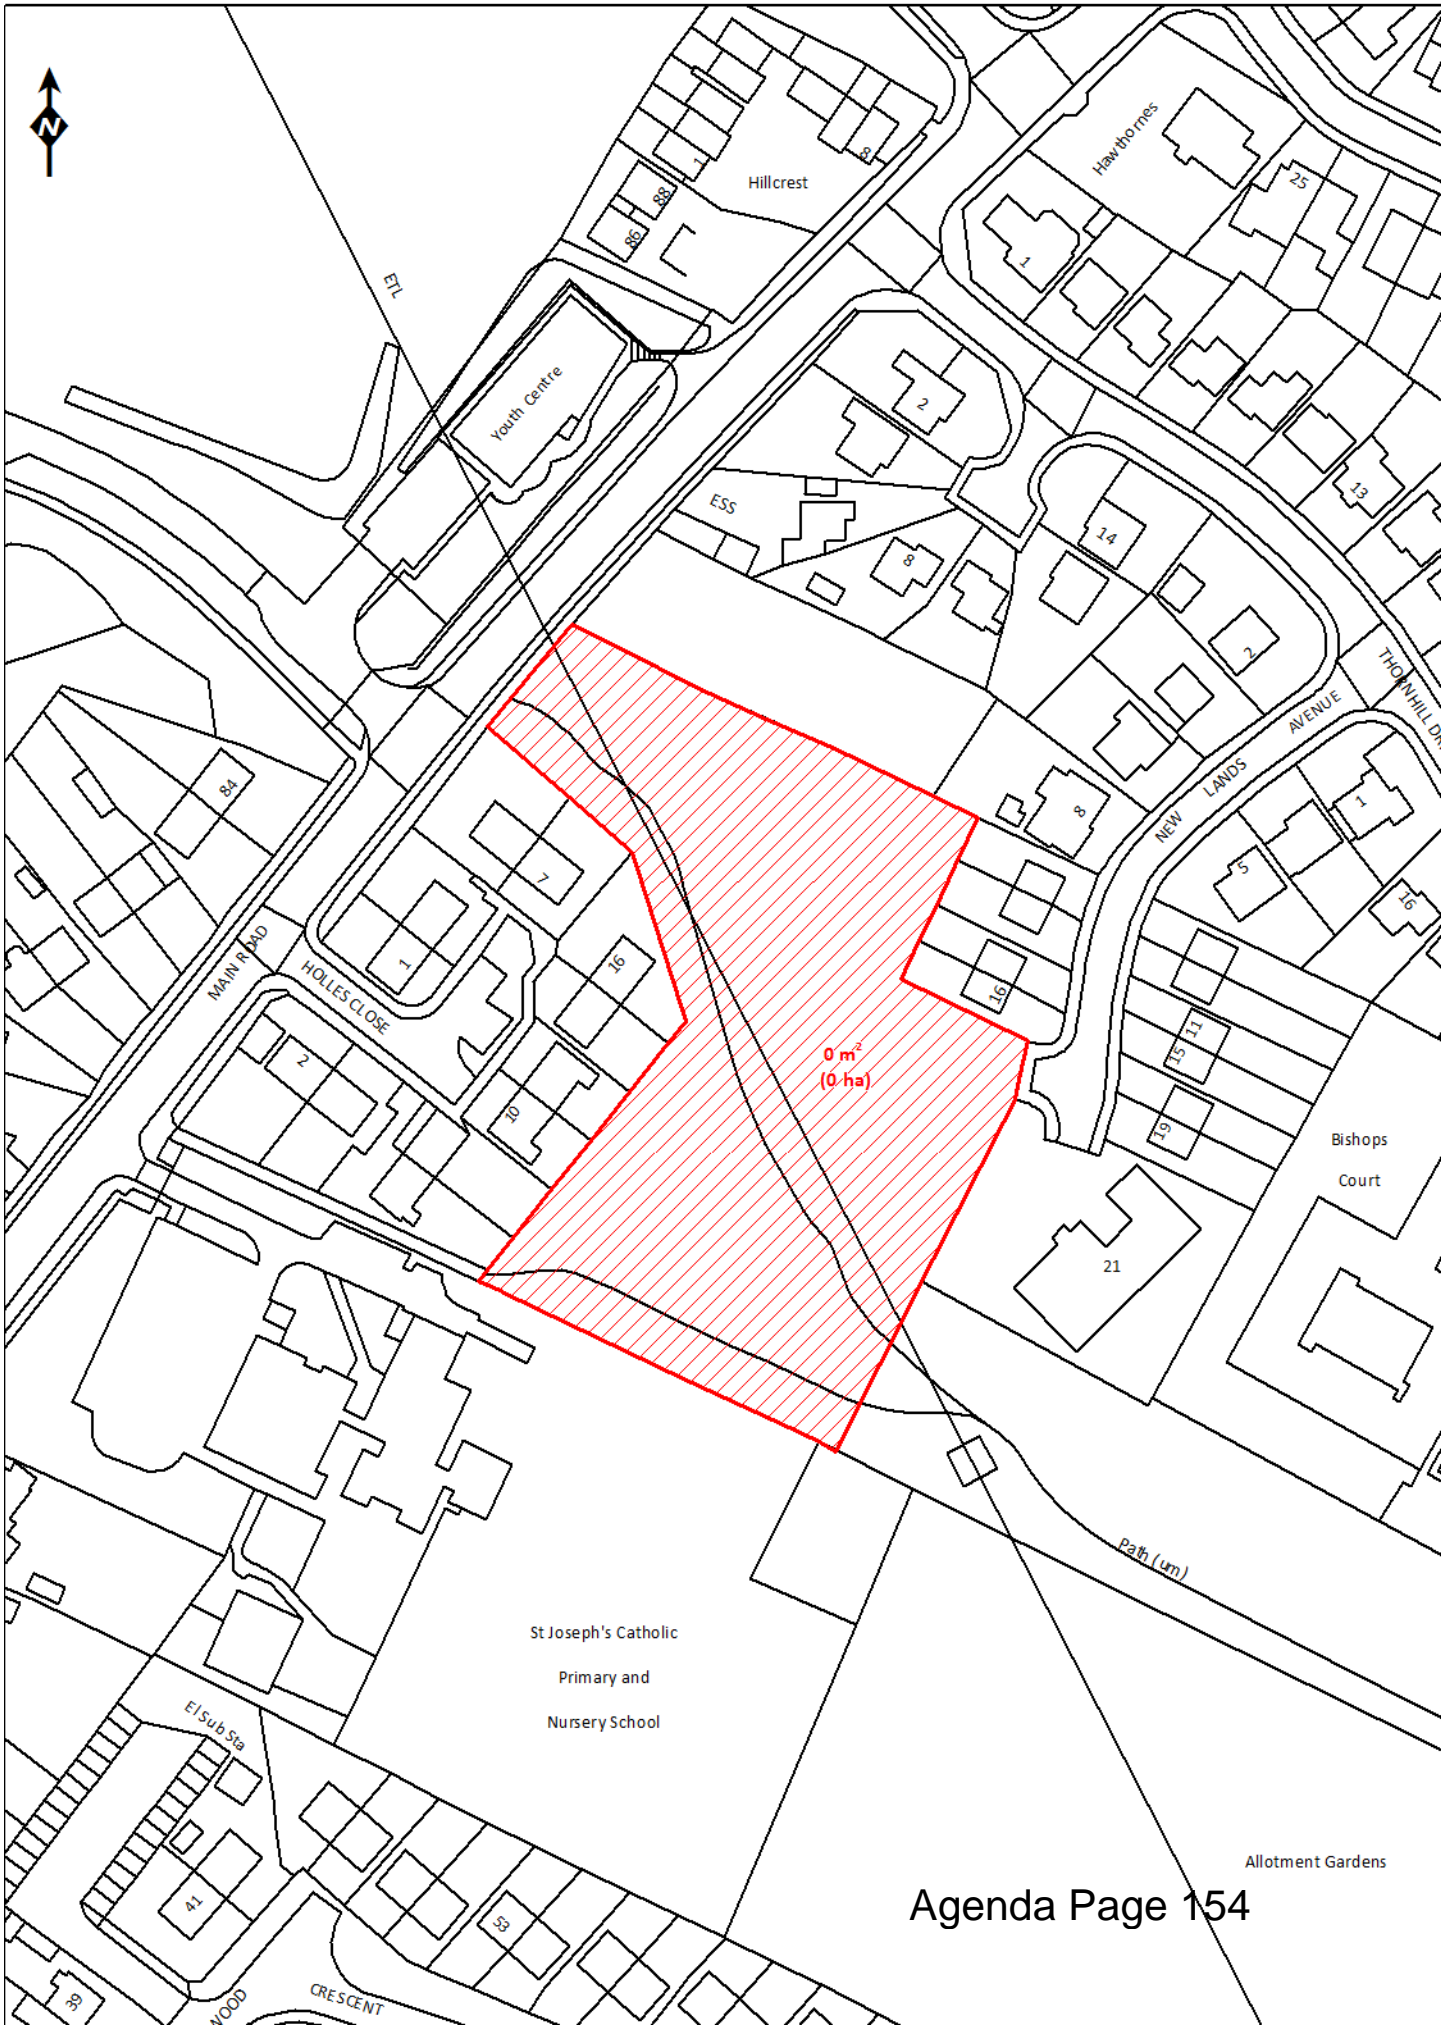 N
Hawthornes
8
1
Hillcrest
25
88
86
1
ETL
Youth Centre
2
ESS
13
14
8
2
THORNHILL DR
AVENUE
LANDS
NEW
84
8
1
5
16
7
16
1
MAIN ROAD
HOLLES CLOSE
16
11
15
2
0 m²
(0 ha)
10
19
Bishops
Court
21
Path (um)
St Joseph's Catholic
Primary and
Nursery School
El Sub Sta
Allotment Gardens
41
Agenda Page 154
53
39
WOOD
CRESCENT